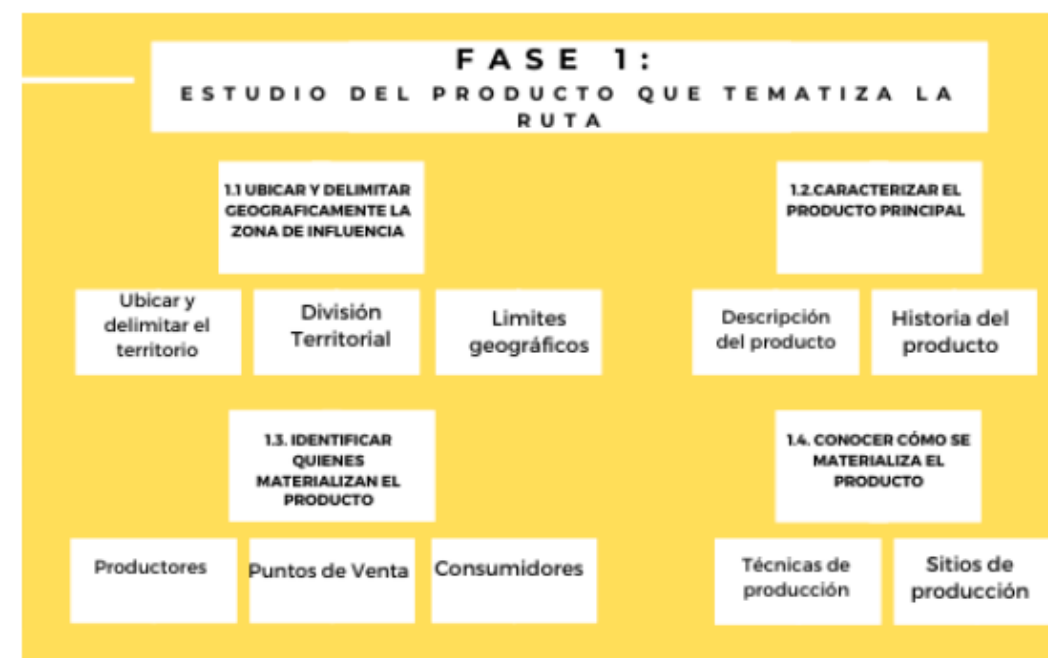 FASE 1:
ESTUDIO DEL PRODUCTO QUE TEMATIZA LA
RUTA
1.1 UBICAR Y DELIMITAR
GEOGRAFICAMENTE LA
ZONA DE INFLUENCIA
1.2.CARACTERIZAR EL
PRODUCTO PRINCIPAL
Ubicar y
delimitar el
territorio
División
Territorial
Limites
geográficos
Descripción
del producto
Historia del
producto
1.3. IDENTIFICAR
QUIENES
MATERIALIZAN EL
PRODUCTO
1.4. CONOCER CÓMO SE
MATERIALIZA EL
PRODUCTO
Productores
Puntos de Venta
Consumidores
Técnicas de
producción
Sitios de
producción